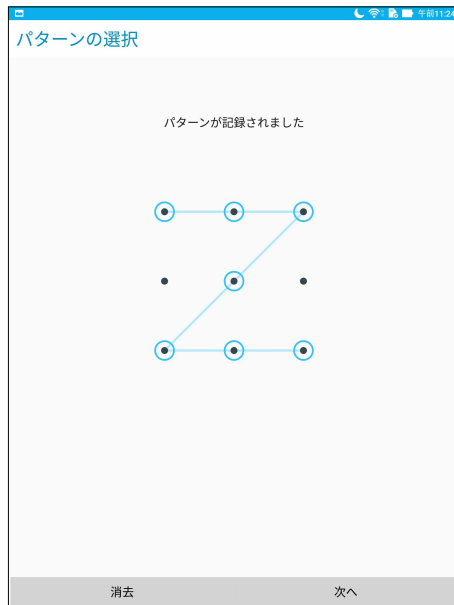 午前11:24
パターンの選択
パターンが記録されました
消去
次へ